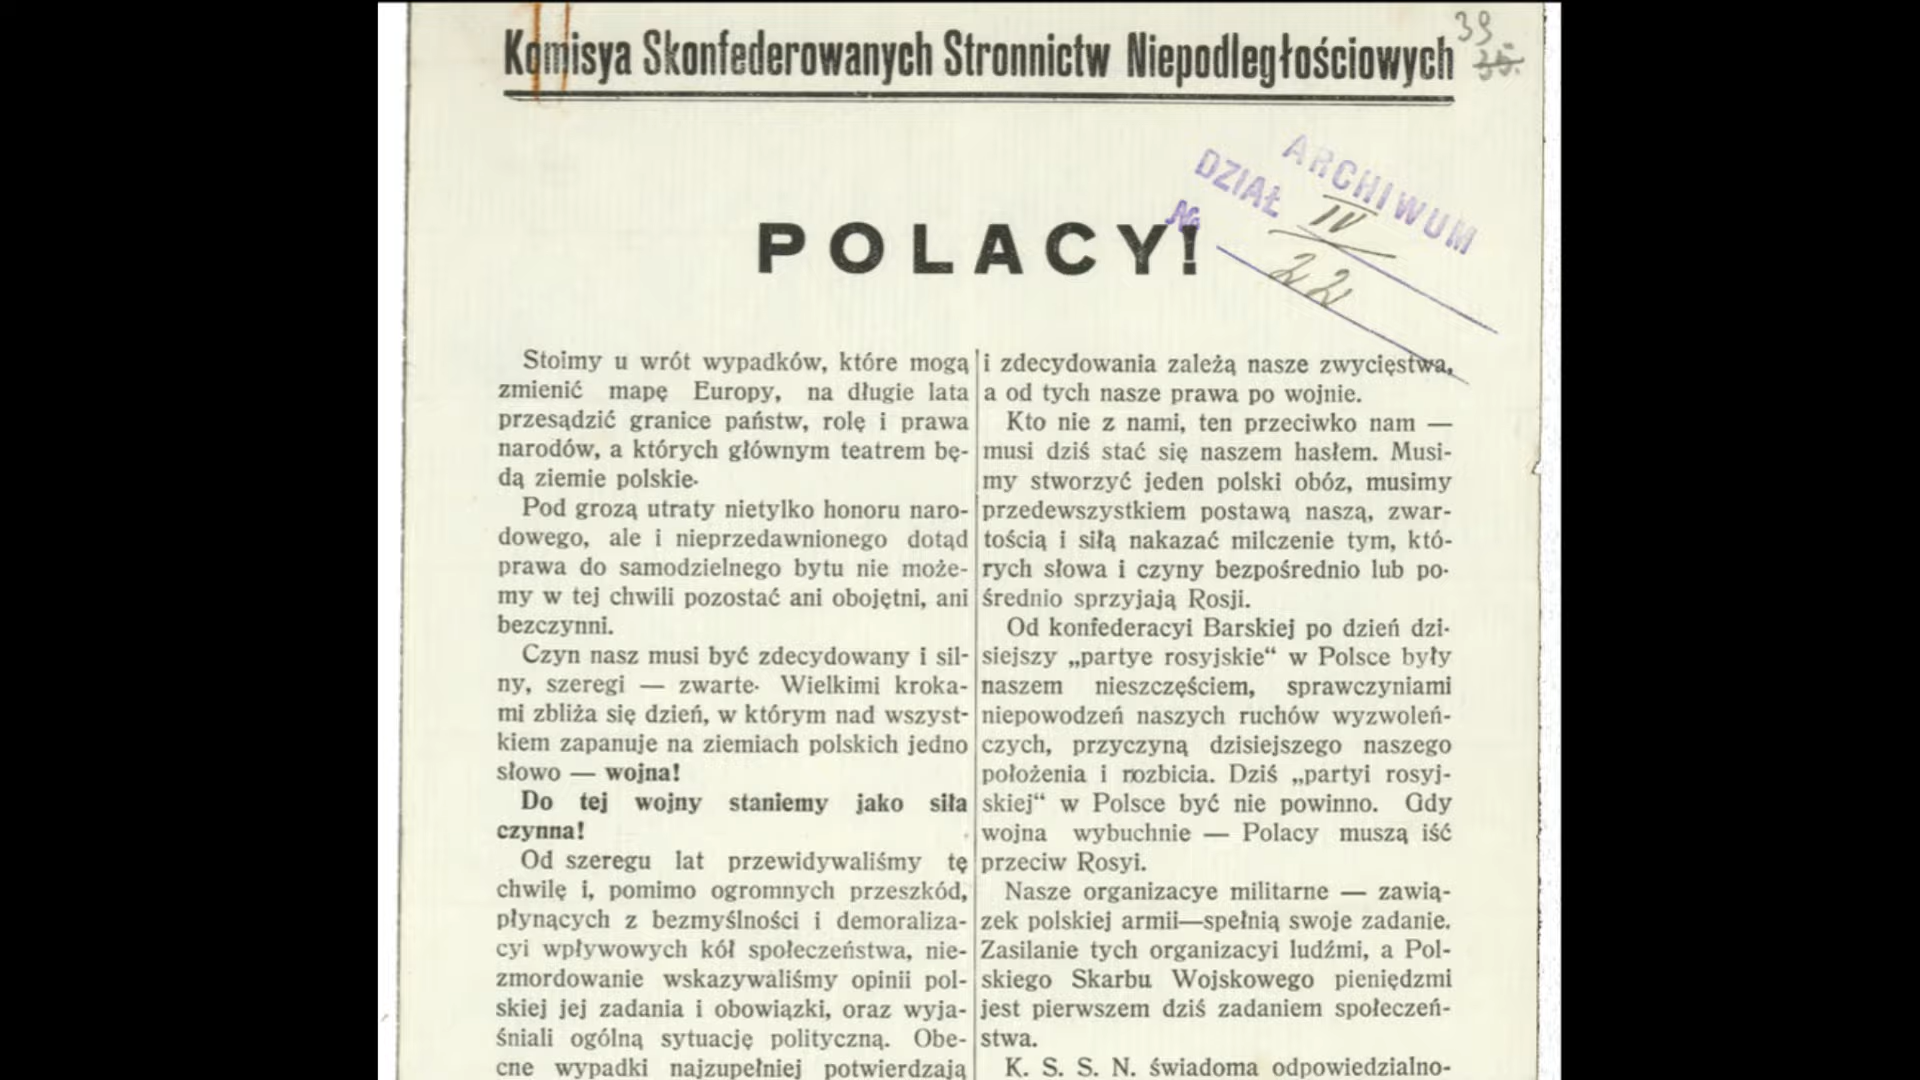 Komisya Skonfederowanych Stronnictw Niepodległościowych
39
35.
ARCHIWUM
DZIAŁ IV
№ 22
POLACY!
Stoimy u wrót wypadków, które mogą
zmienić mapę Europy, na długie lata
przesądzić granice państw, rolę i prawa
narodów, a których głównym teatrem bę-
dą ziemie polskie.
Pod grozą utraty nietylko honoru naro-
dowego, ale i nieprzedawnionego dotąd
prawa do samodzielnego bytu nie może-
my w tej chwili pozostać ani obojętni, ani
bezczynni.
Czyn nasz musi być zdecydowany i sil-
ny, szeregi — zwarte. Wielkimi kroka-
mi zbliża się dzień, w którym nad wszyst-
kiem zapanuje na ziemiach polskich jedno
słowo — wojna!
Do tej wojny staniemy jako siła
czynna!
Od szeregu lat przewidywaliśmy tę
chwilę i, pomimo ogromnych przeszkód,
płynących z bezmyślności i demoraliza-
cyi wpływowych kół społeczeństwa, nie-
zmordowanie wskazywaliśmy opinii pol-
skiej jej zadania i obowiązki, oraz wyja-
śniali ogólną sytuację polityczną. Obe-
cne wypadki najzupełniej potwierdzają
i zdecydowania zależą nasze zwycięstwa,
a od tych nasze prawa po wojnie.
Kto nie z nami, ten przeciwko nam —
musi dziś stać się naszem hasłem. Musi-
my stworzyć jeden polski obóz, musimy
przedewszystkiem postawą naszą, zwar-
tością i siłą nakazać milczenie tym, któ-
rych słowa i czyny bezpośrednio lub po-
średnio sprzyjają Rosji.
Od konfederacyi Barskiej po dzień dzi-
siejszy „partye rosyjskie“ w Polsce były
naszem nieszczęściem, sprawczyniami
niepowodzeń naszych ruchów wyzwoleń-
czych, przyczyną dzisiejszego naszego
położenia i rozbicia. Dziś „partyi rosyj-
skiej“ w Polsce być nie powinno. Gdy
wojna wybuchnie — Polacy muszą iść
przeciw Rosyi.
Nasze organizacye militarne — zawią-
zek polskiej armii—spełnią swoje zadanie.
Zasilanie tych organizacyi ludźmi, a Pol-
skiego Skarbu Wojskowego pieniędzmi
jest pierwszem dziś zadaniem społeczeń-
stwa.
K. S. S. N. świadoma odpowiedzialno-